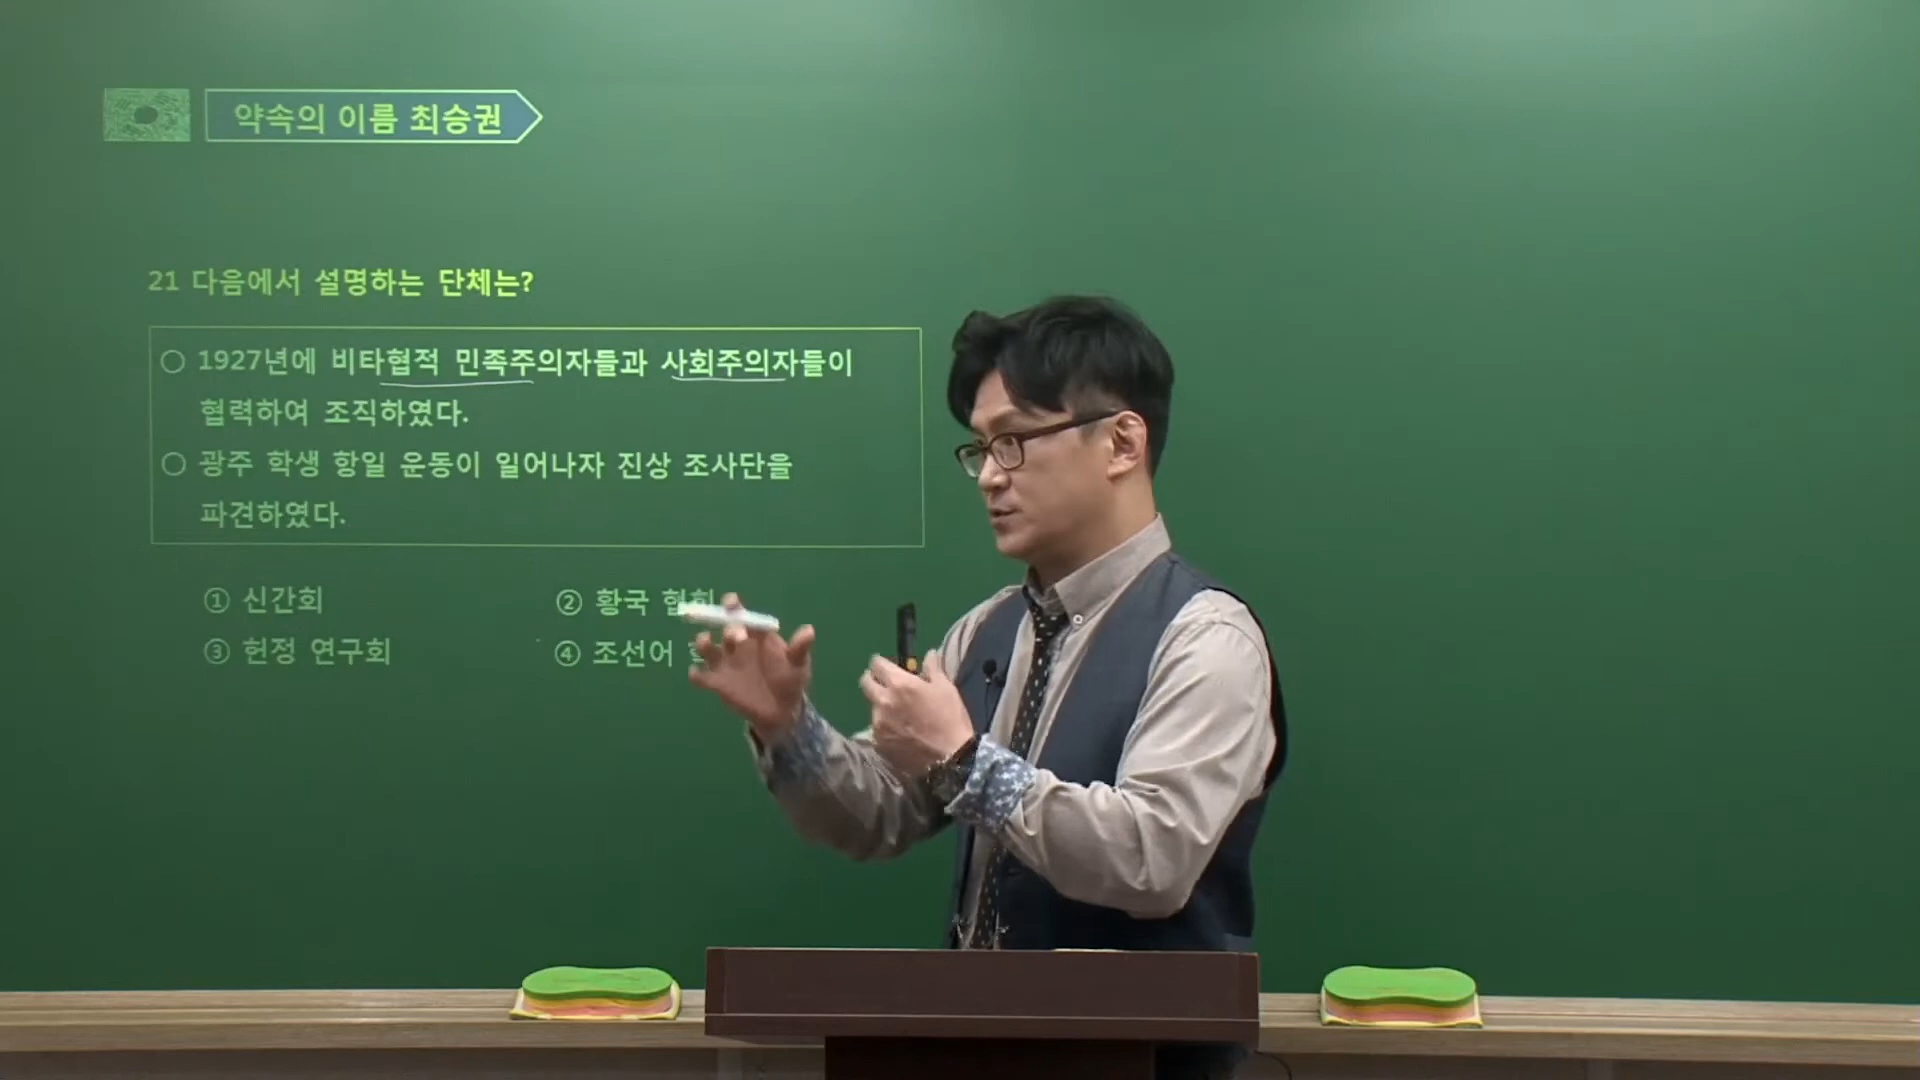 약속의 이름 최승권
21 다음에서 설명하는 단체는?
○ 1927년에 비타협적 민족주의자들과 사회주의자들이
협력하여 조직하였다.
○ 광주 학생 항일 운동이 일어나자 진상 조사단을
파견하였다.
① 신간회 ② 황국 협회
③ 헌정 연구회 ④ 조선어